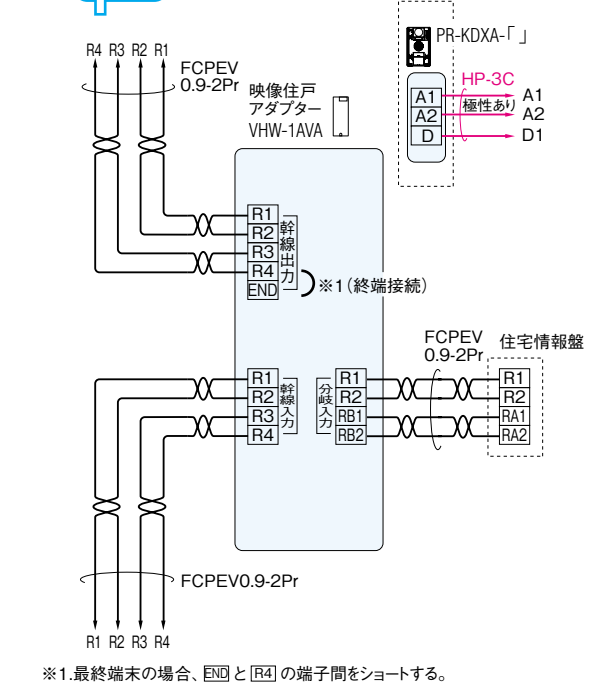 R4 R3 R2 R1
FCPEV
0.9-2Pr
映像住戸
アダプター
VHW-1AVA
PR-KDXA-「 」
HP-3C
極性あり
A1 A1
A2 A2
D D1
R1
R2
R3
R4
END
幹線出力
※1(終端接続)
FCPEV
0.9-2Pr
住宅情報盤
R1
R2
R3
R4
幹線入力
分岐入力
R1
R2
RB1
RB2
R1
R2
RA1
RA2
FCPEV0.9-2Pr
R1 R2 R3 R4
※1.最終端末の場合、ENDとR4の端子間をショートする。